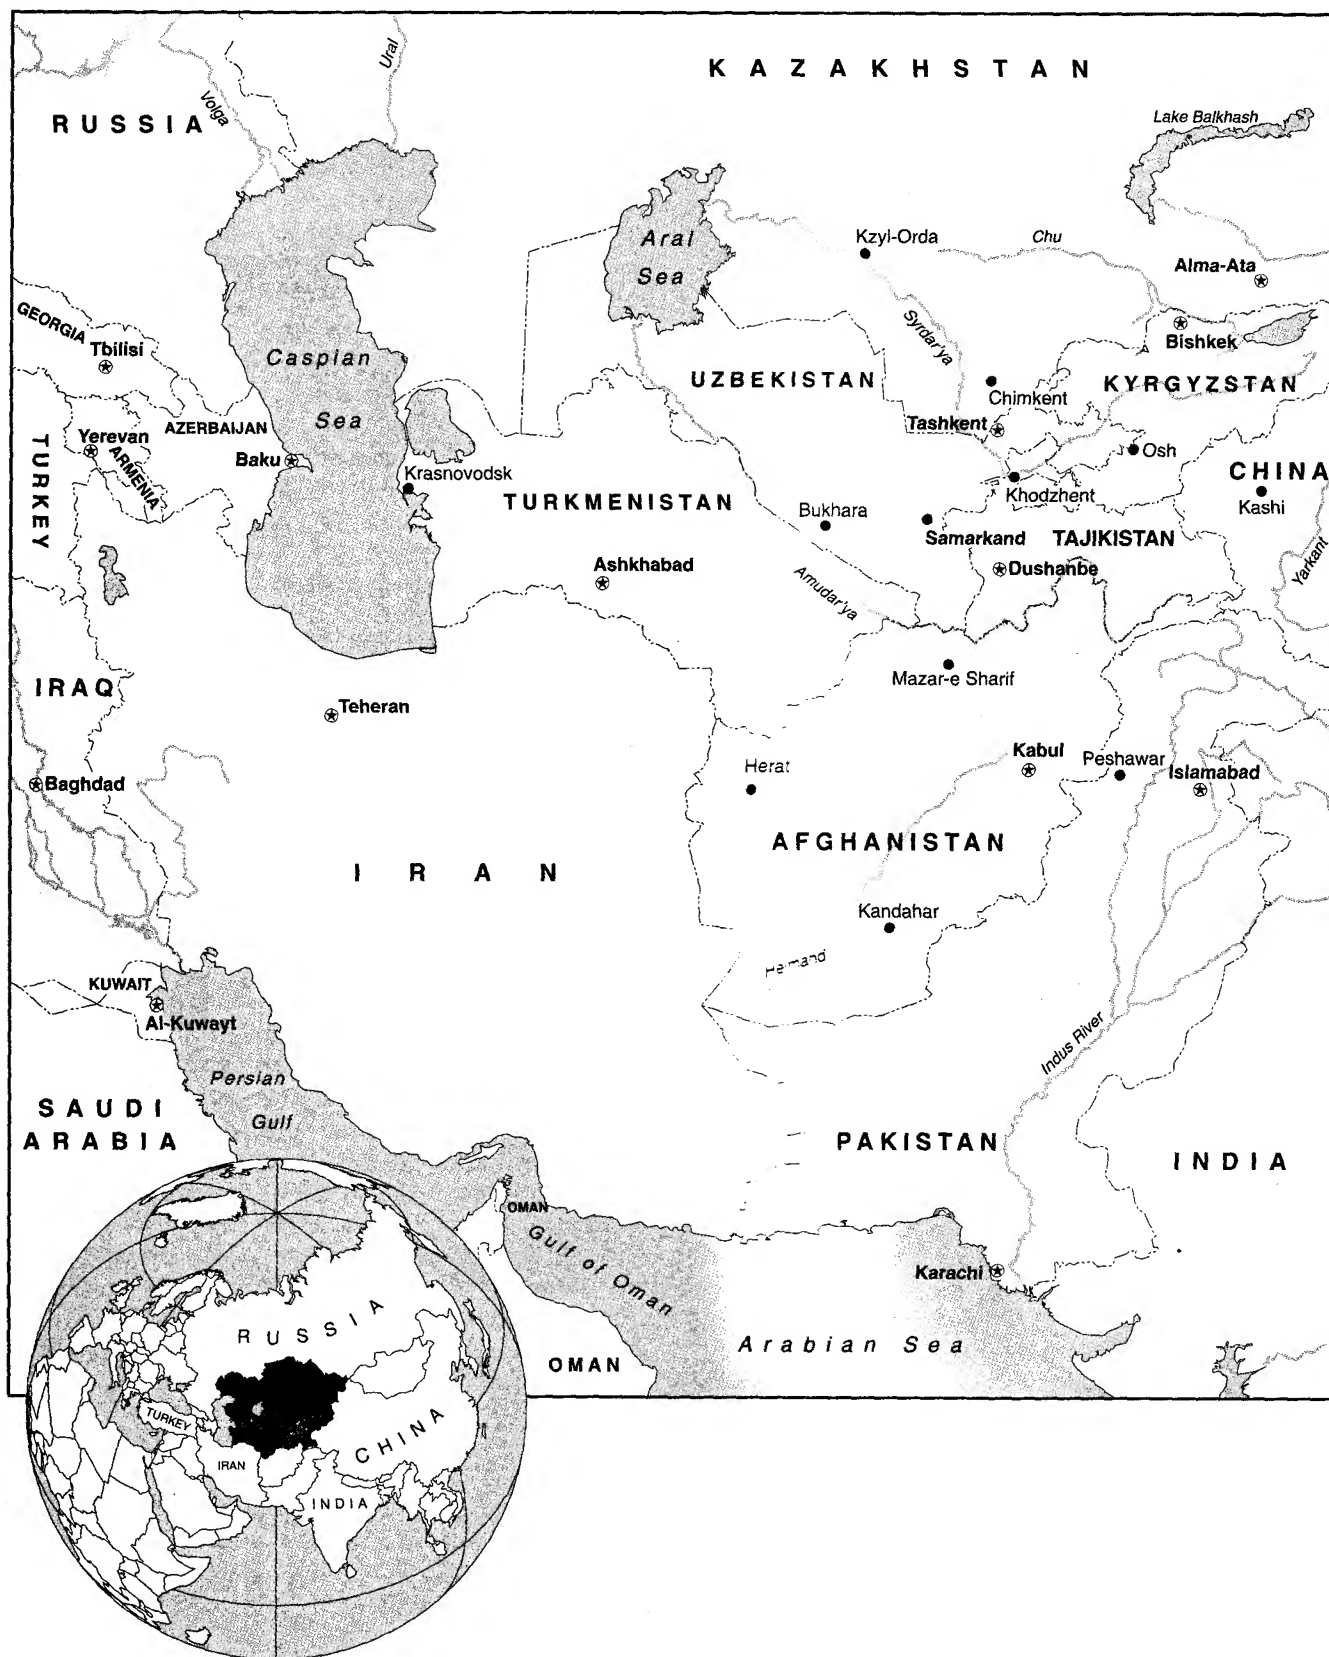 KAZAKHSTAN
Ural
Volga
RUSSIA
Lake Balkhash
Aral
Sea
Kzyl-Orda
Chu
Alma-Ata
GEORGIA
Tbilisi
Caspian
Sea
Syrdar'ya
Bishkek
UZBEKISTAN
KYRGYZSTAN
Chimkent
Tashkent
AZERBAIJAN
Yerevan
ARMENIA
TURKEY
Baku
Krasnovodsk
Osh
CHINA
Kashi
Khodzhent
TURKMENISTAN
Bukhara
Samarkand
TAJIKISTAN
Ashkhabad
Dushanbe
Amudar'ya
Yarkant
Mazar-e Sharif
IRAQ
Teheran
Kabul
Peshawar
Islamabad
Herat
Baghdad
AFGHANISTAN
IRAN
Kandahar
KUWAIT
Al-Kuwayt
Indus River
Persian
Gulf
SAUDI
ARABIA
PAKISTAN
INDIA
OMAN
Gulf of Oman
Karachi
Arabian Sea
OMAN
RUSSIA
TURKEY
CHINA
IRAN
INDIA